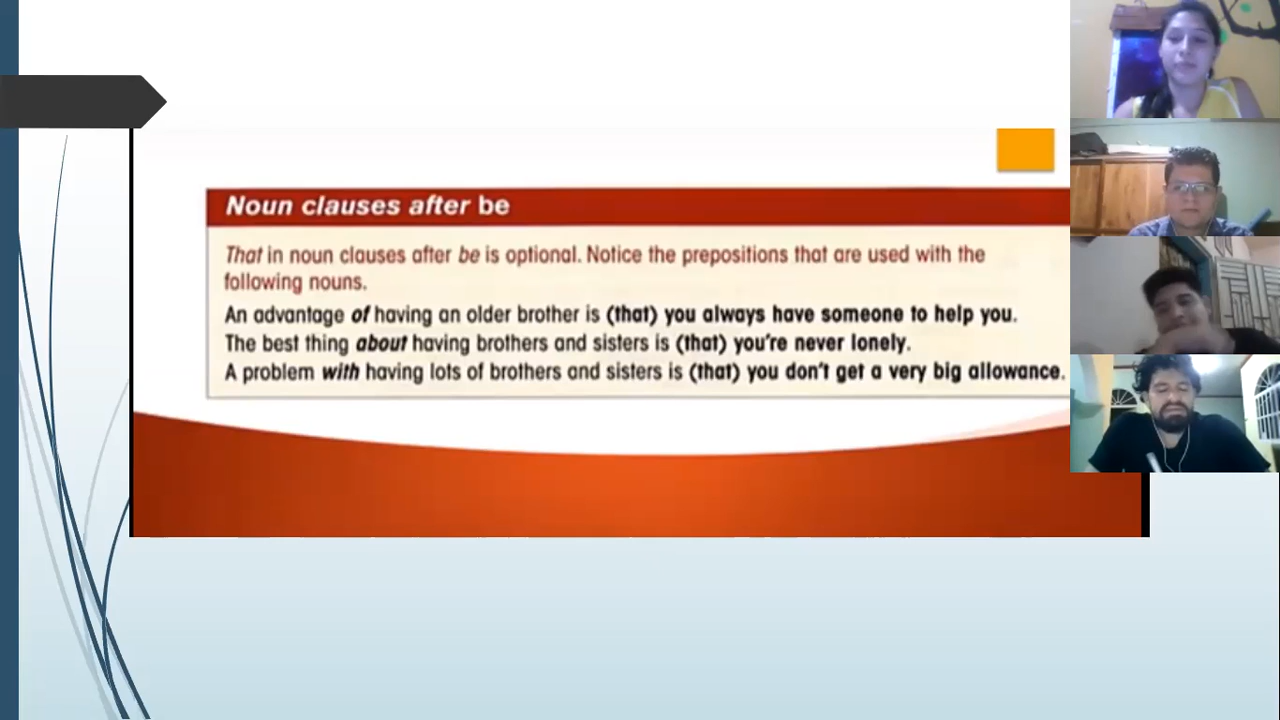 Noun clauses after be
That in noun clauses after be is optional. Notice the prepositions that are used with the
following nouns.
An advantage of having an older brother is (that) you always have someone to help you.
The best thing about having brothers and sisters is (that) you're never lonely.
A problem with having lots of brothers and sisters is (that) you don't get a very big allowance.